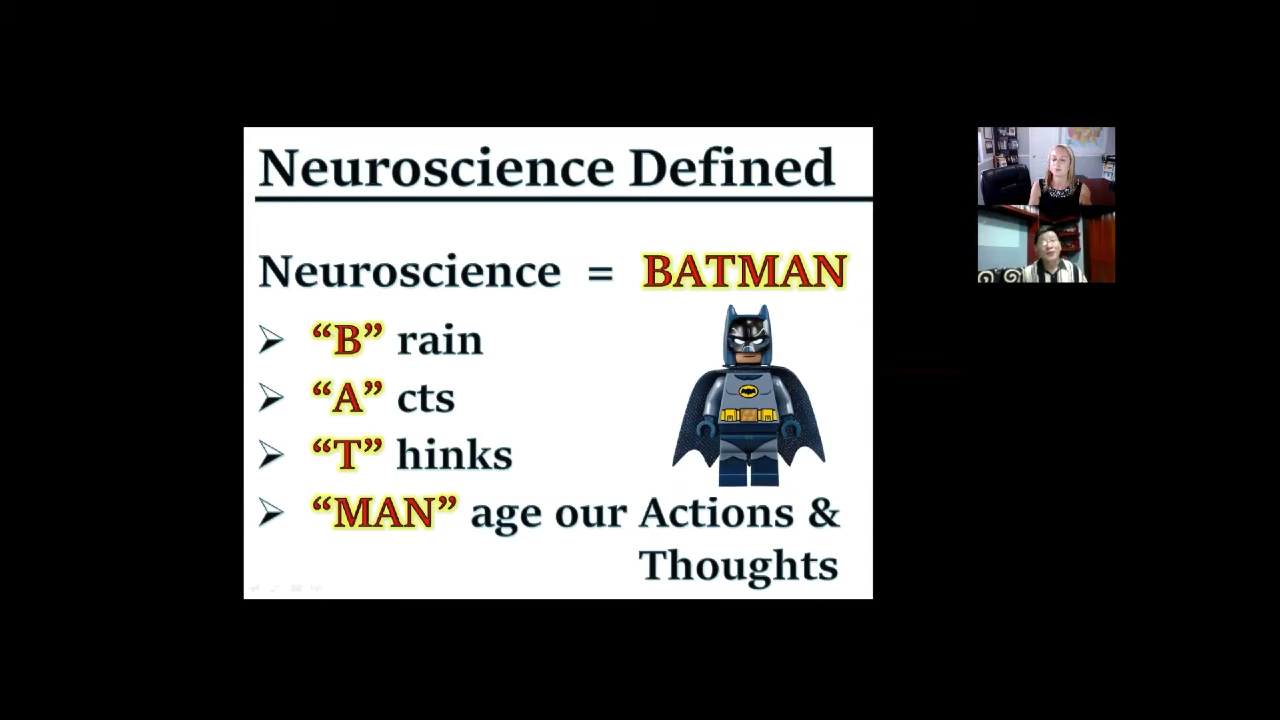 Neuroscience Defined
Neuroscience = BATMAN
➢ “B” rain
➢ “A” cts
➢ “T” hinks
➢ “MAN” age our Actions &
Thoughts